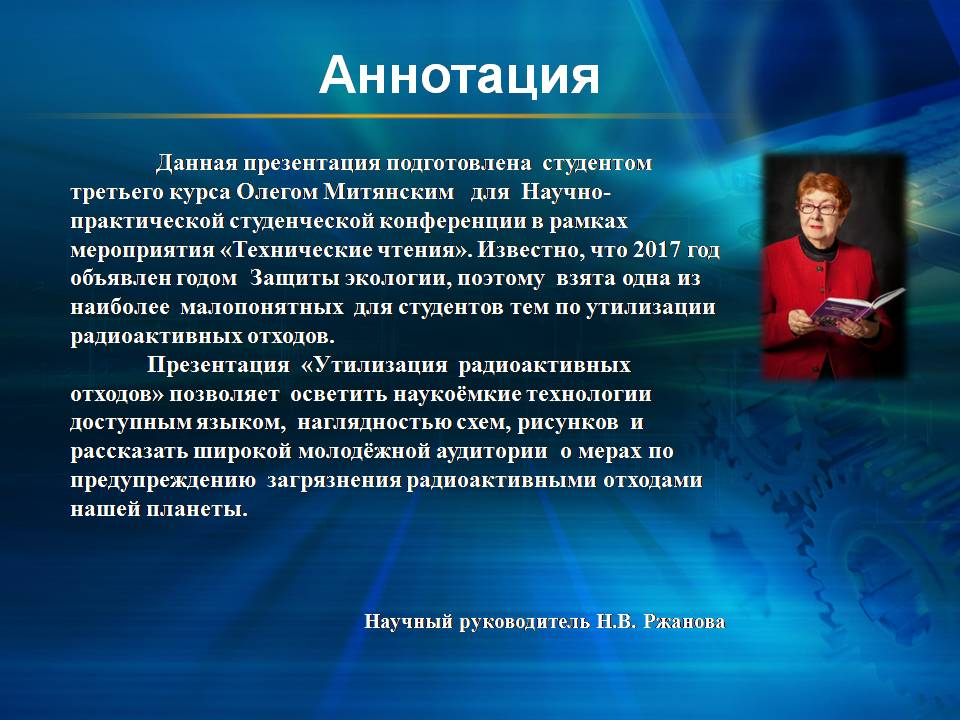 Аннотация
Данная презентация подготовлена студентом
третьего курса Олегом Митянским для Научно-
практической студенческой конференции в рамках
мероприятия «Технические чтения». Известно, что 2017 год
объявлен годом Защиты экологии, поэтому взята одна из
наиболее малопонятных для студентов тем по утилизации
радиоактивных отходов.
Презентация «Утилизация радиоактивных
отходов» позволяет осветить наукоёмкие технологии
доступным языком, наглядностью схем, рисунков и
рассказать широкой молодёжной аудитории о мерах по
предупреждению загрязнения радиоактивными отходами
нашей планеты.
Научный руководитель Н.В. Ржанова